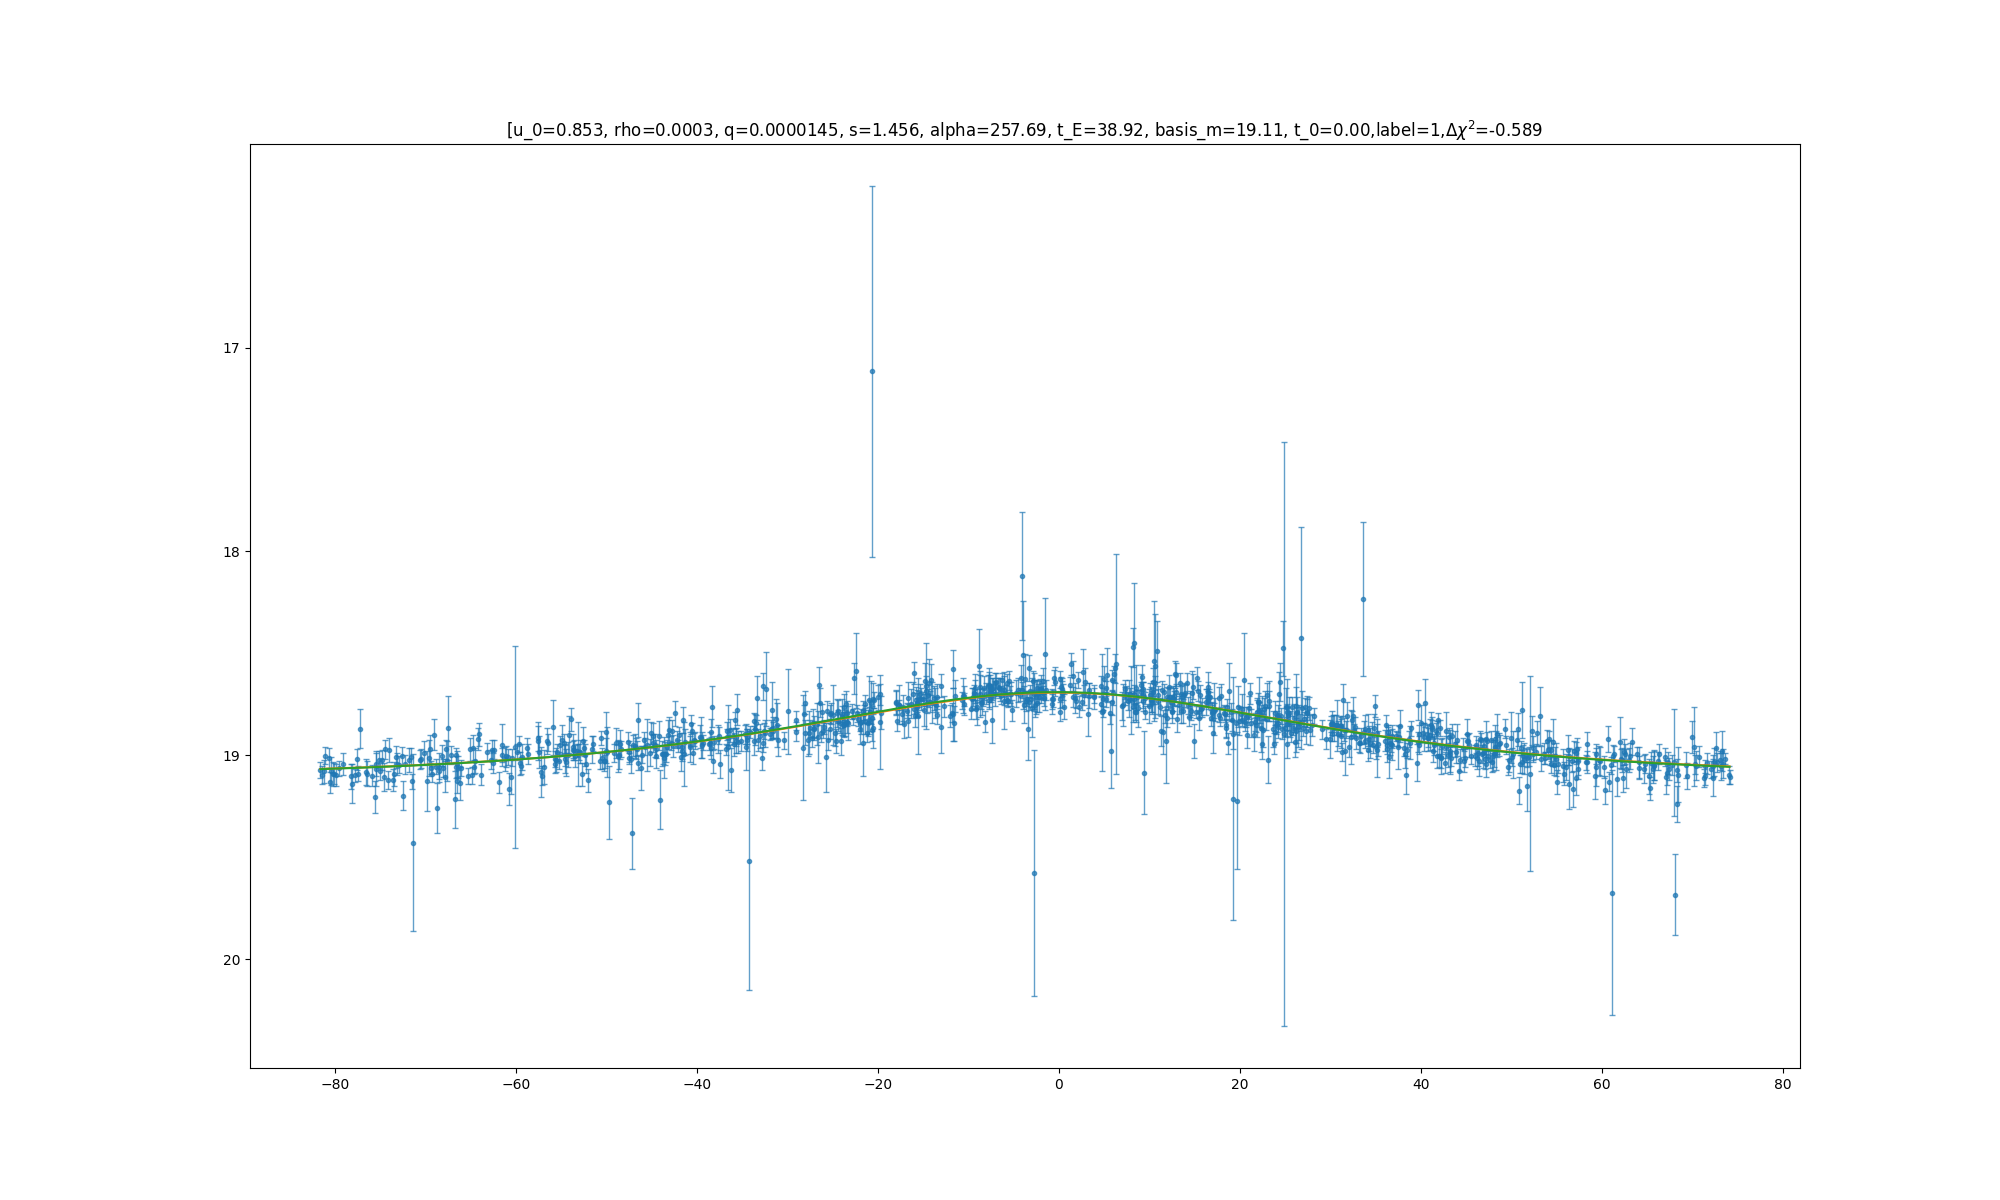 [u_0=0.853, rho=0.0003, q=0.0000145, s=1.456, alpha=257.69, t_E=38.92, basis_m=19.11, t_0=0.00,label=1,Δχ²=-0.589
17
18
19
20
−80 −60 −40 −20 0 20 40 60 80